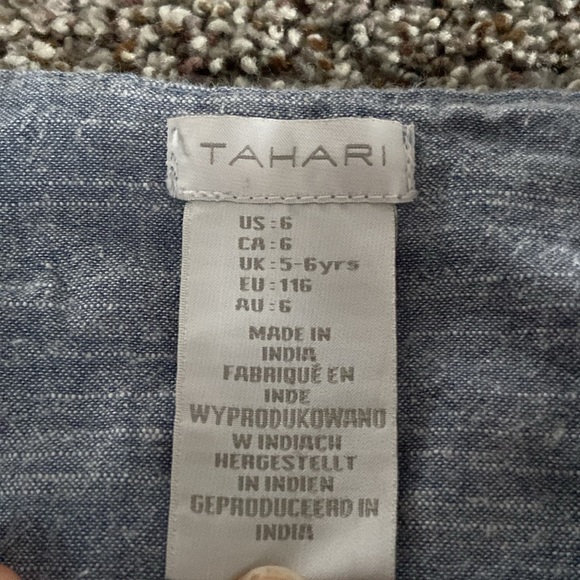 TAHARI
US : 6
CA : 6
UK : 5-6yrs
EU : 116
AU : 6
MADE IN
INDIA
FABRIQUÉ EN
INDE
WYPRODUKOWANO
W INDIACH
HERGESTELLT
IN INDIEN
GEPRODUCEERD IN
INDIA